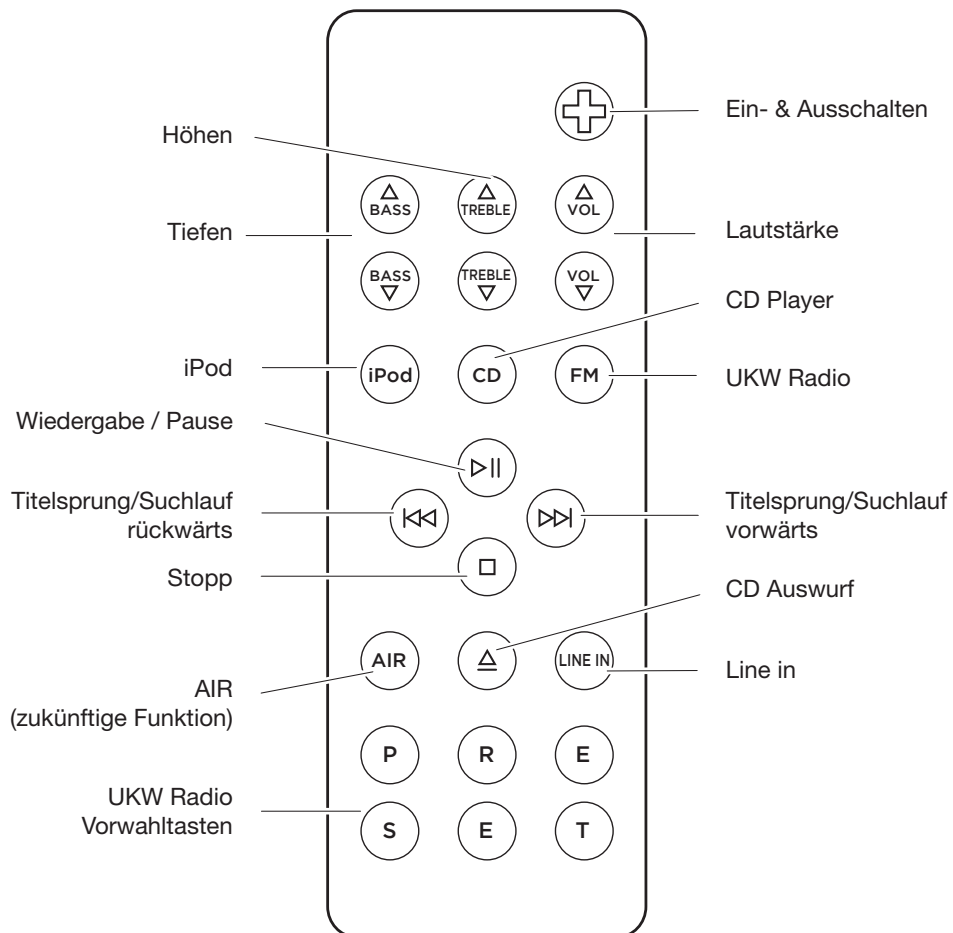 Ein- & Ausschalten
Höhen
BASS
TREBLE
VOL
Tiefen
Lautstärke
BASS
TREBLE
VOL
CD Player
iPod
iPod
CD
FM
UKW Radio
Wiedergabe / Pause
Titelsprung/Suchlauf
rückwärts
Titelsprung/Suchlauf
vorwärts
Stopp
CD Auswurf
AIR
LINE IN
Line in
AIR
(zukünftige Funktion)
P
R
E
UKW Radio
Vorwahltasten
S
E
T